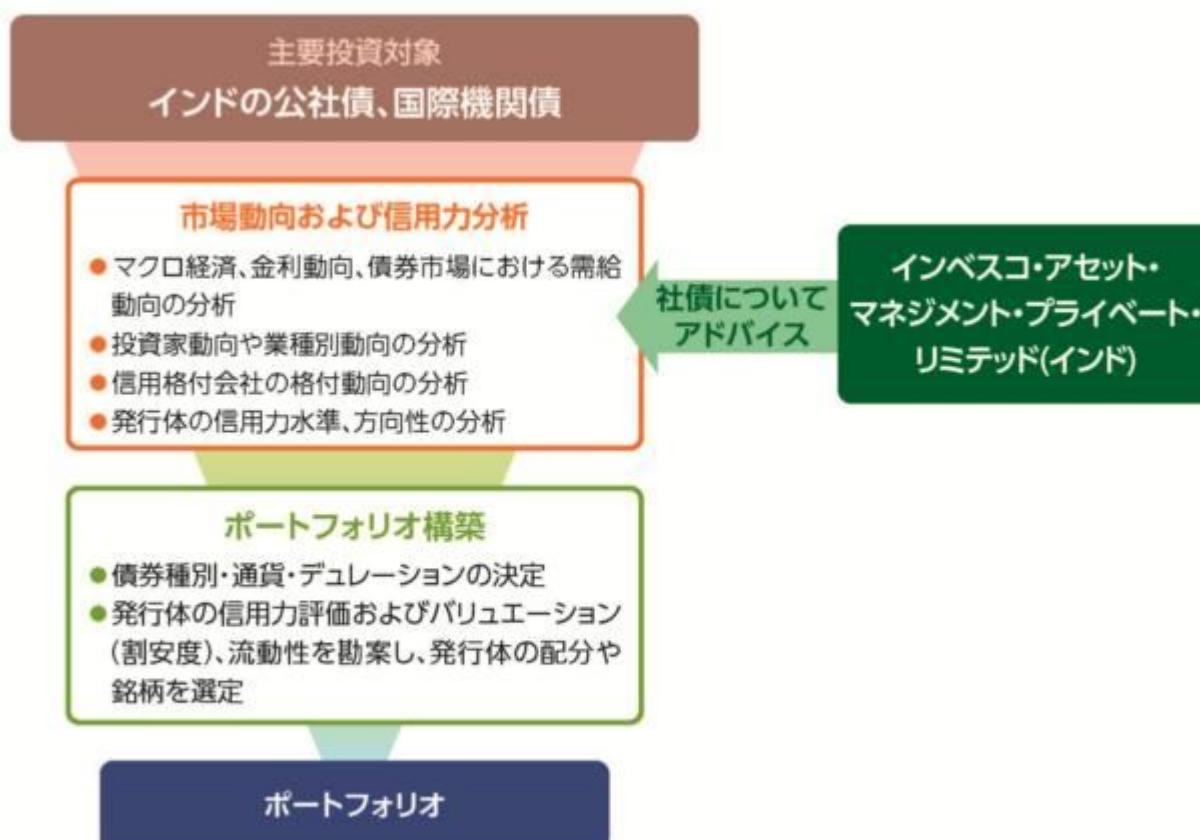 主要投資対象
インドの公社債、国際機関債
市場動向および信用力分析
●マクロ経済、金利動向、債券市場における需給
動向の分析
●投資家動向や業種別動向の分析
●信用格付会社の格付動向の分析
●発行体の信用力水準、方向性の分析
社債について
アドバイス
インベスコ・アセット・
マネジメント・プライベート・
リミテッド(インド)
ポートフォリオ構築
●債券種別・通貨・デュレーションの決定
●発行体の信用力評価およびバリュエーション
(割安度)、流動性を勘案し、発行体の配分や
銘柄を選定
ポートフォリオ